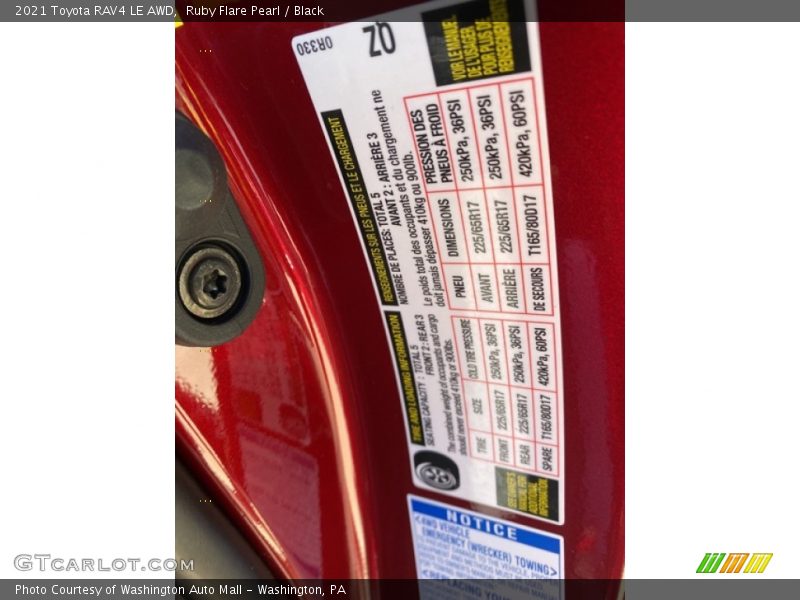 2021 Toyota RAV4 LE AWD,  Ruby Flare Pearl / Black
TIRE AND LOADING INFORMATION
SEATING CAPACITY : TOTAL 5
FRONT 2 : REAR 3
The combined weight of occupants and cargo
should never exceed 410kg or 900lb.
TIRE SIZE COLD TIRE PRESSURE
FRONT 225/65R17 250kPa, 36PSI
REAR 225/65R17 250kPa, 36PSI
SPARE T165/80D17 420kPa, 60PSI
SEE OWNER'S
MANUAL FOR
ADDITIONAL
INFORMATION
RENSEIGNEMENTS SUR LES PNEUS ET LE CHARGEMENT
NOMBRE DE PLACES: TOTAL 5
AVANT 2 : ARRIÈRE 3
Le poids total des occupants et du chargement ne
doit jamais dépasser 410kg ou 900lb.
PNEU DIMENSIONS PRESSION DES
PNEUS À FROID
AVANT 225/65R17 250kPa, 36PSI
ARRIÈRE 225/65R17 250kPa, 36PSI
DE SECOURS T165/80D17 420kPa, 60PSI
VOIR LE MANUEL
DE L'USAGER
POUR PLUS DE
RENSEIGNEMENTS
0R330
QZ
NOTICE
<4WD VEHICLE
EMERGENCY (WRECKER) TOWING>
GTCarlot.com
Photo Courtesy of Washington Auto Mall - Washington, PA